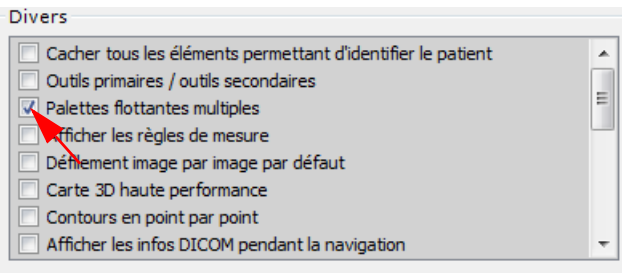 Divers
Cacher tous les éléments permettant d'identifier le patient
Outils primaires / outils secondaires
Palettes flottantes multiples
Afficher les règles de mesure
Défilement image par image par défaut
Carte 3D haute performance
Contours en point par point
Afficher les infos DICOM pendant la navigation